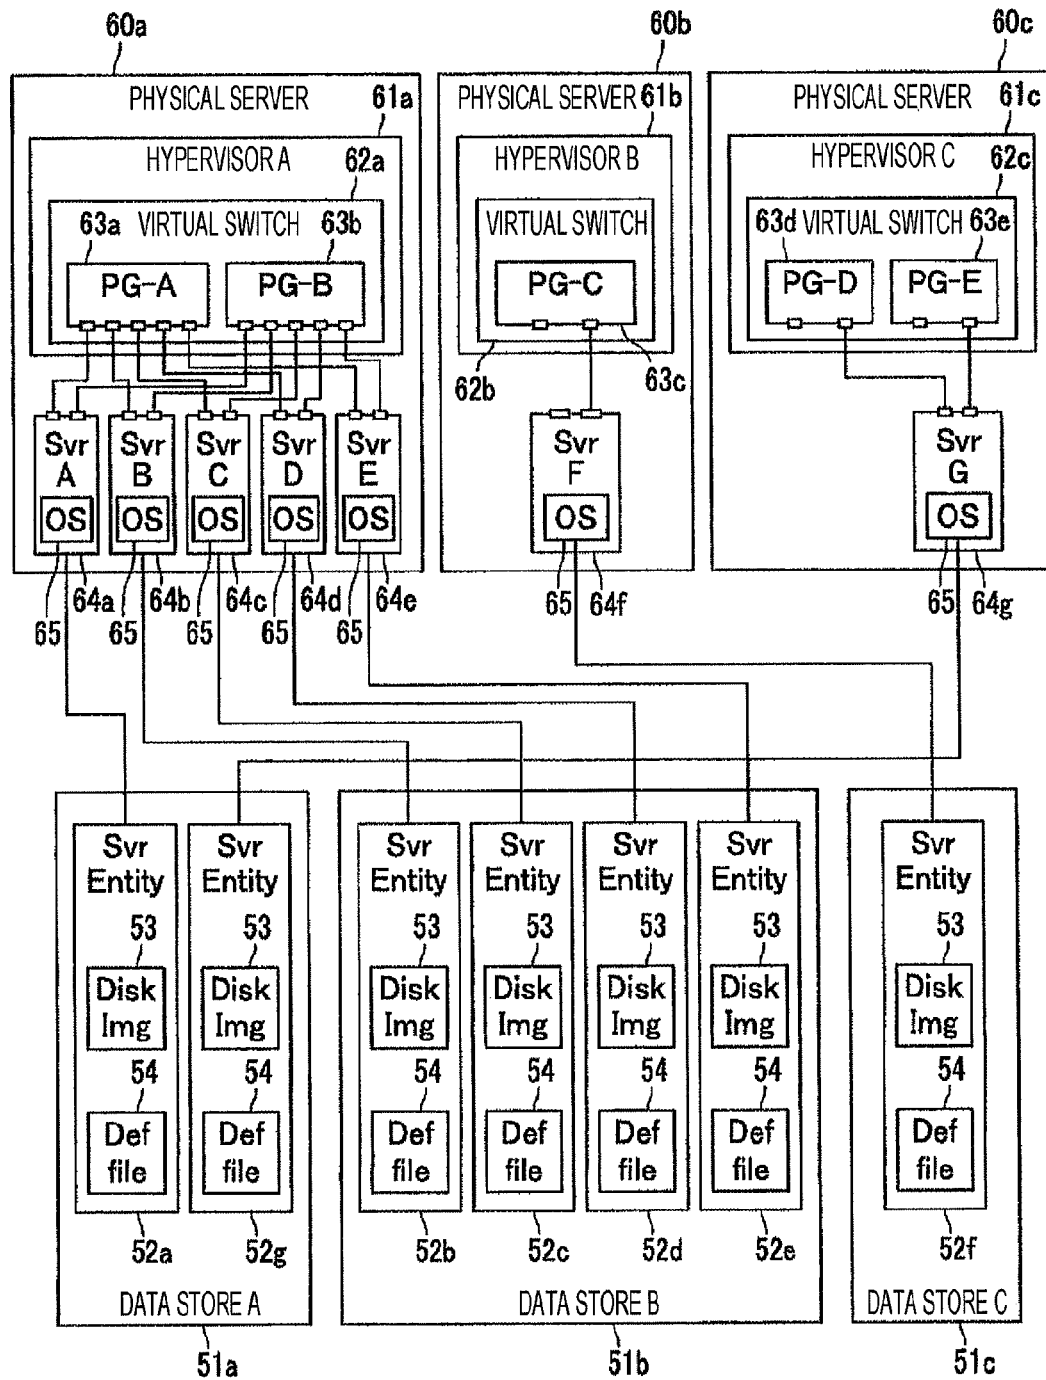 60a 60b 60c
PHYSICAL SERVER PHYSICAL SERVER PHYSICAL SERVER
61a 61b 61c
HYPERVISOR A HYPERVISOR B HYPERVISOR C
62a 62c
VIRTUAL SWITCH VIRTUAL SWITCH VIRTUAL SWITCH
63a 63b 63d 63e
PG-A PG-B PG-C PG-D PG-E
62b 63c
Svr Svr Svr Svr Svr Svr Svr
A B C D E F G
OS OS OS OS OS OS OS
65 64a 65 64b 65 64c 65 64d 65 64e 65 64f 65 64g
Svr Svr Svr Svr Svr Svr Svr
Entity Entity Entity Entity Entity Entity Entity
53 53 53 53 53 53 53
Disk Disk Disk Disk Disk Disk Disk
Img Img Img Img Img Img Img
54 54 54 54 54 54 54
Def Def Def Def Def Def Def
file file file file file file file
52a 52g 52b 52c 52d 52e 52f
DATA STORE A DATA STORE B DATA STORE C
51a 51b 51c